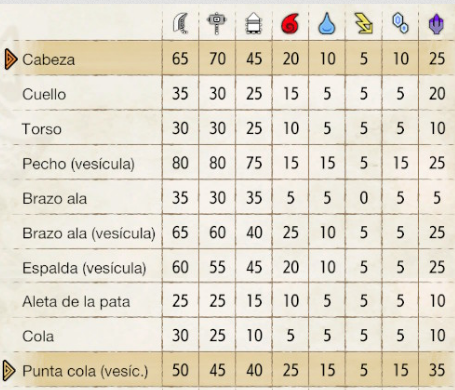 Cabeza 65 70 45 20 10 5 10 25
Cuello 35 30 25 15 5 5 5 20
Torso 30 30 25 10 5 5 5 10
Pecho (vesícula) 80 80 75 15 15 5 15 25
Brazo ala 35 30 35 5 5 0 5 5
Brazo ala (vesícula) 65 60 40 25 10 5 5 25
Espalda (vesícula) 60 55 45 20 10 5 5 25
Aleta de la pata 25 25 15 10 5 5 5 10
Cola 30 25 10 5 5 5 5 10
Punta cola (vesíc.) 50 45 40 25 15 5 15 35